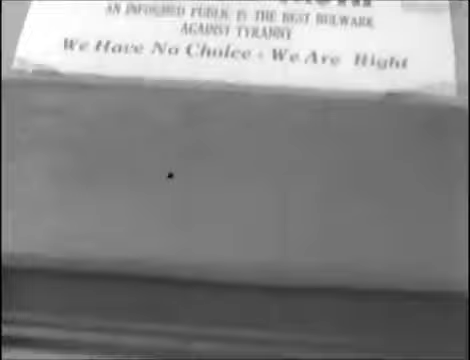 AN INFORMED PUBLIC IS THE BEST BULWARK
AGAINST TYRANNY
We Have No Choice - We Are Right